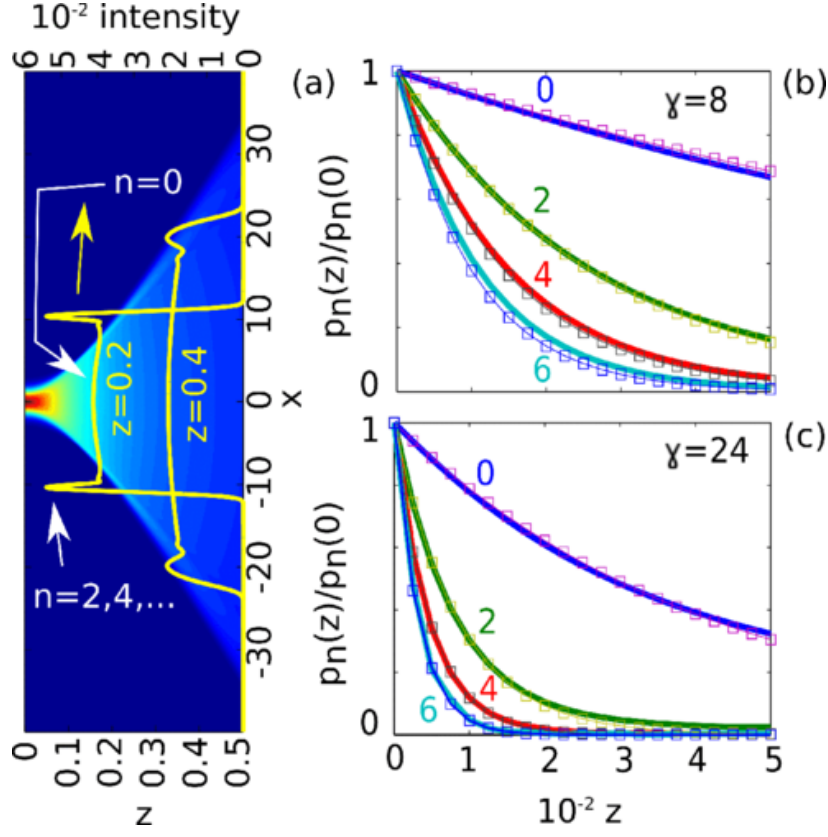 10⁻² intensity
6 5 4 3 2 1 0
(a)
n=0
z=0.2
z=0.4
n=2,4,...
30
20
10
0
-10
-20
-30
x
0 0.1 0.2 0.3 0.4 0.5
z
(b)
ɣ=8
1
0
pn(z)/pn(0)
0
2
4
6
(c)
ɣ=24
1
0
pn(z)/pn(0)
0
2
4
6
0 1 2 3 4 5
10⁻² z